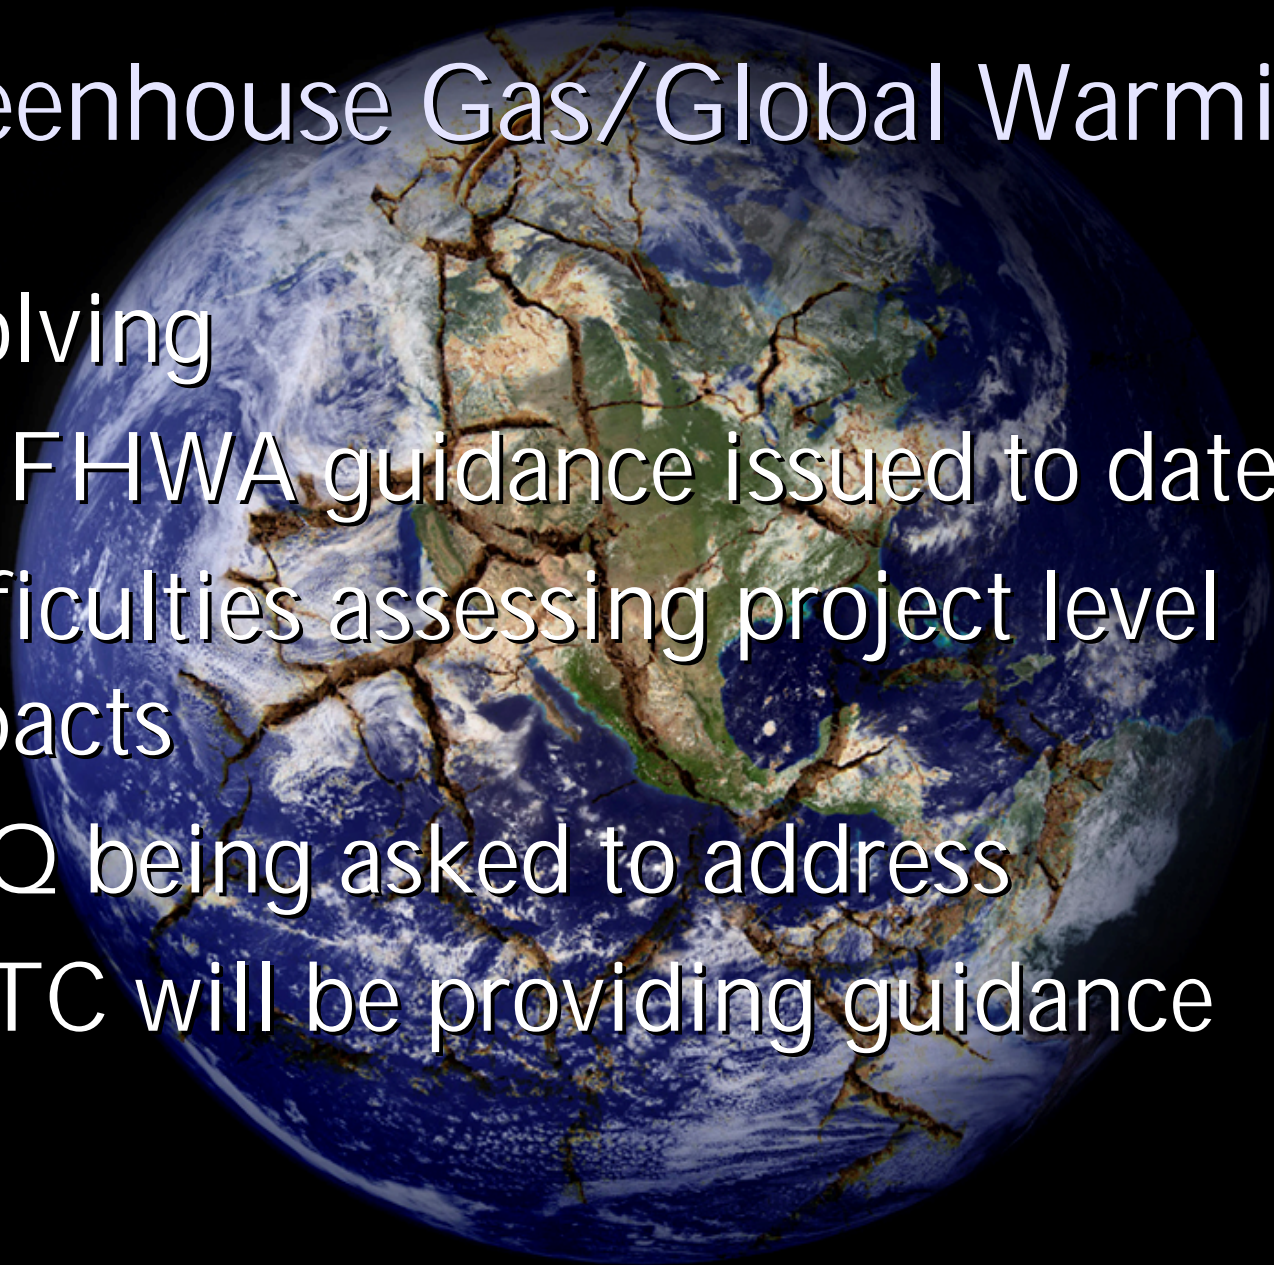 eenhouse Gas/Global Warmi
olving
FHWA guidance issued to date
ficulties assessing project level
pacts
Q being asked to address
TC will be providing guidance